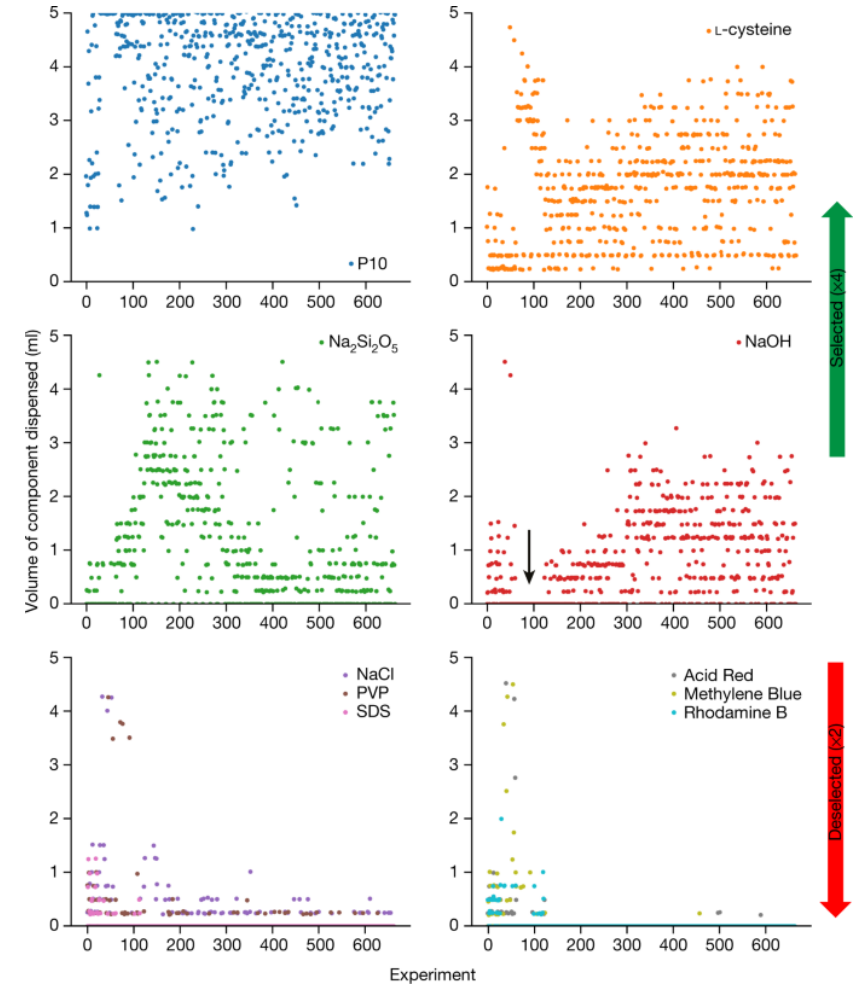 5
4
3
2
1
0
0 100 200 300 400 500 600
P10
5
4
3
2
1
0
0 100 200 300 400 500 600
L-cysteine
Selected (×4)
Volume of component dispensed (ml)
5
4
3
2
1
0
0 100 200 300 400 500 600
Na₂Si₂O₅
5
4
3
2
1
0
0 100 200 300 400 500 600
NaOH
5
4
3
2
1
0
0 100 200 300 400 500 600
NaCl
PVP
SDS
5
4
3
2
1
0
0 100 200 300 400 500 600
Acid Red
Methylene Blue
Rhodamine B
Deselected (×2)
Experiment